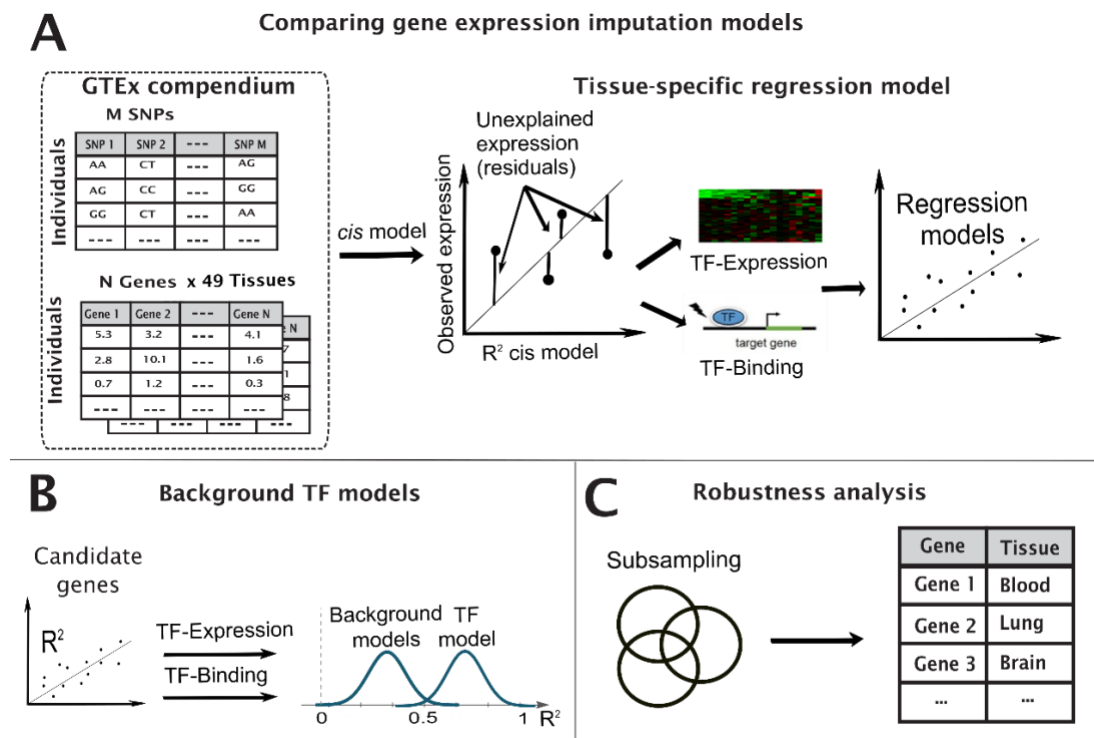 A
Comparing gene expression imputation models
GTEx compendium
M SNPs
Individuals
SNP 1 SNP 2 --- SNP M
AA CT --- AG
AG CC --- GG
GG CT --- AA
--- --- --- ---
N Genes x 49 Tissues
Individuals
Gene 1 Gene 2 --- Gene N
5.3 3.2 --- 4.1
2.8 10.1 --- 1.6
0.7 1.2 --- 0.3
--- --- --- ---
e N
7
1
8
--- --- --- ---
cis model
Tissue-specific regression model
Unexplained
expression
(residuals)
Observed expression
R² cis model
TF-Expression
TF
target gene
TF-Binding
Regression
models
B
Background TF models
Candidate
genes
R²
TF-Expression
TF-Binding
Background
models
TF
model
0 0.5 1 R²
C
Robustness analysis
Subsampling
Gene Tissue
Gene 1 Blood
Gene 2 Lung
Gene 3 Brain
... ...